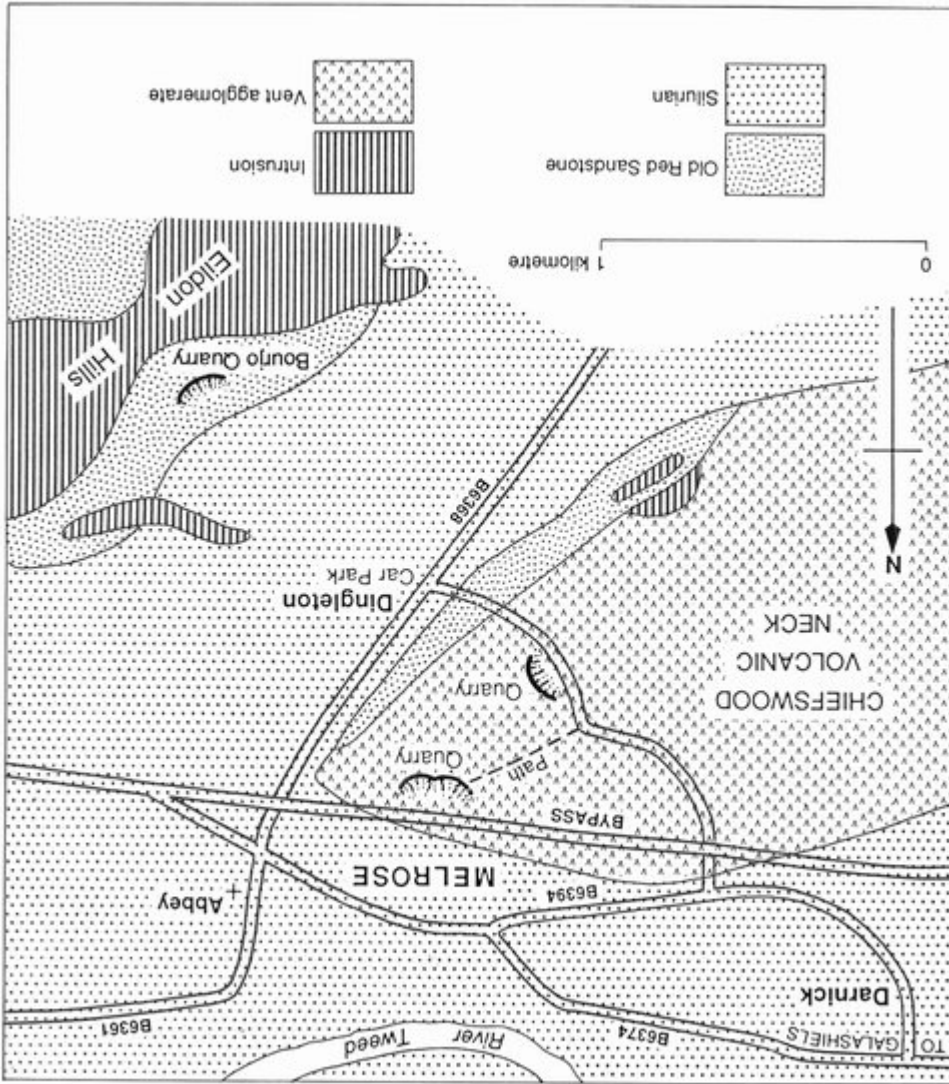 TO
GALASHIELS
B6374
River Tweed
B6361
Darnick
Abbey
B6394
MELROSE
BYPASS
Path
Quarry
Quarry
CHIEFSWOOD
VOLCANIC
NECK
Dingleton
Car Park
N
B6368
Bourjo Quarry
Eildon
Hills
0
1 kilometre
Old Red Sandstone
Silurian
Intrusion
Vent agglomerate